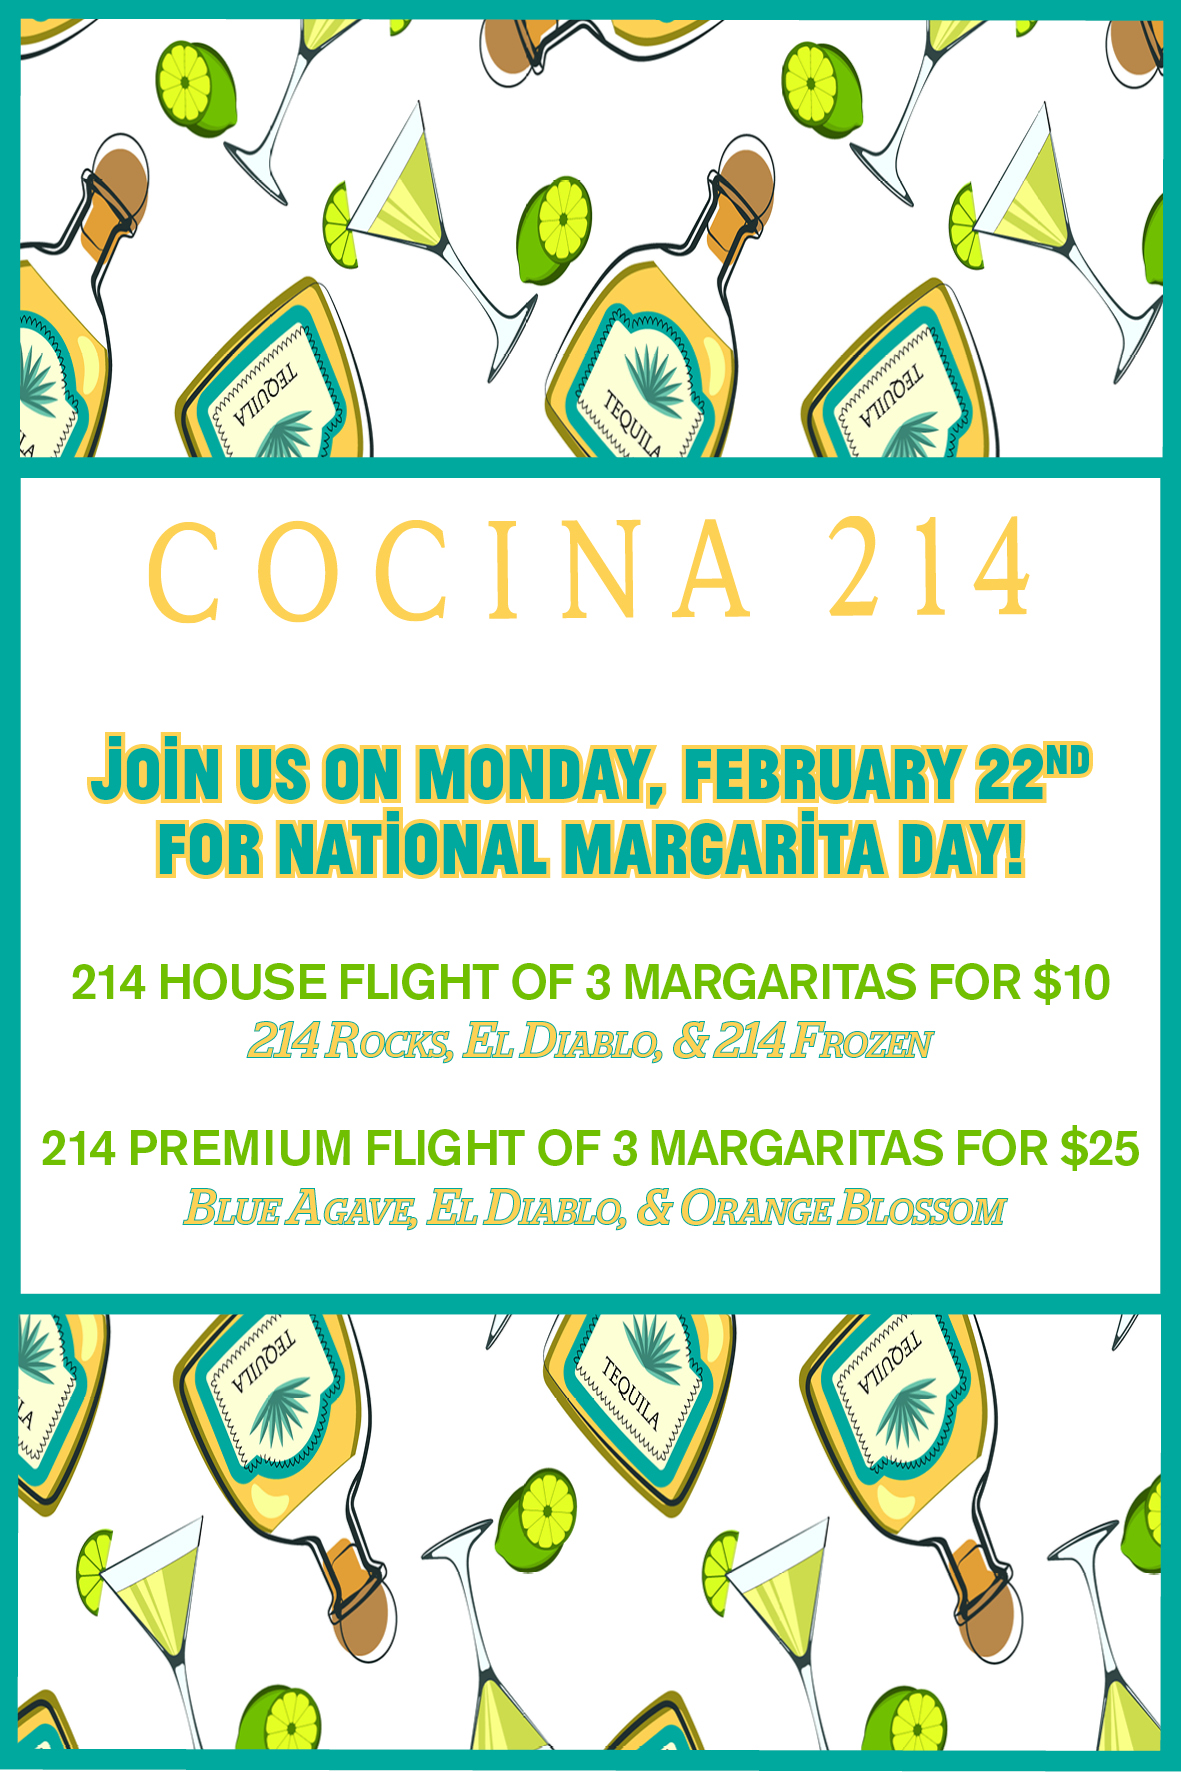 TEQUILA
TEQUILA
TEQUILA
COCINA 214
JOIN US ON MONDAY, FEBRUARY 22ND
FOR NATIONAL MARGARITA DAY!
214 HOUSE FLIGHT OF 3 MARGARITAS FOR $10
214 ROCKS, EL DIABLO, & 214 FROZEN
214 PREMIUM FLIGHT OF 3 MARGARITAS FOR $25
BLUE AGAVE, EL DIABLO, & ORANGE BLOSSOM
TEQUILA
TEQUILA
TEQUILA